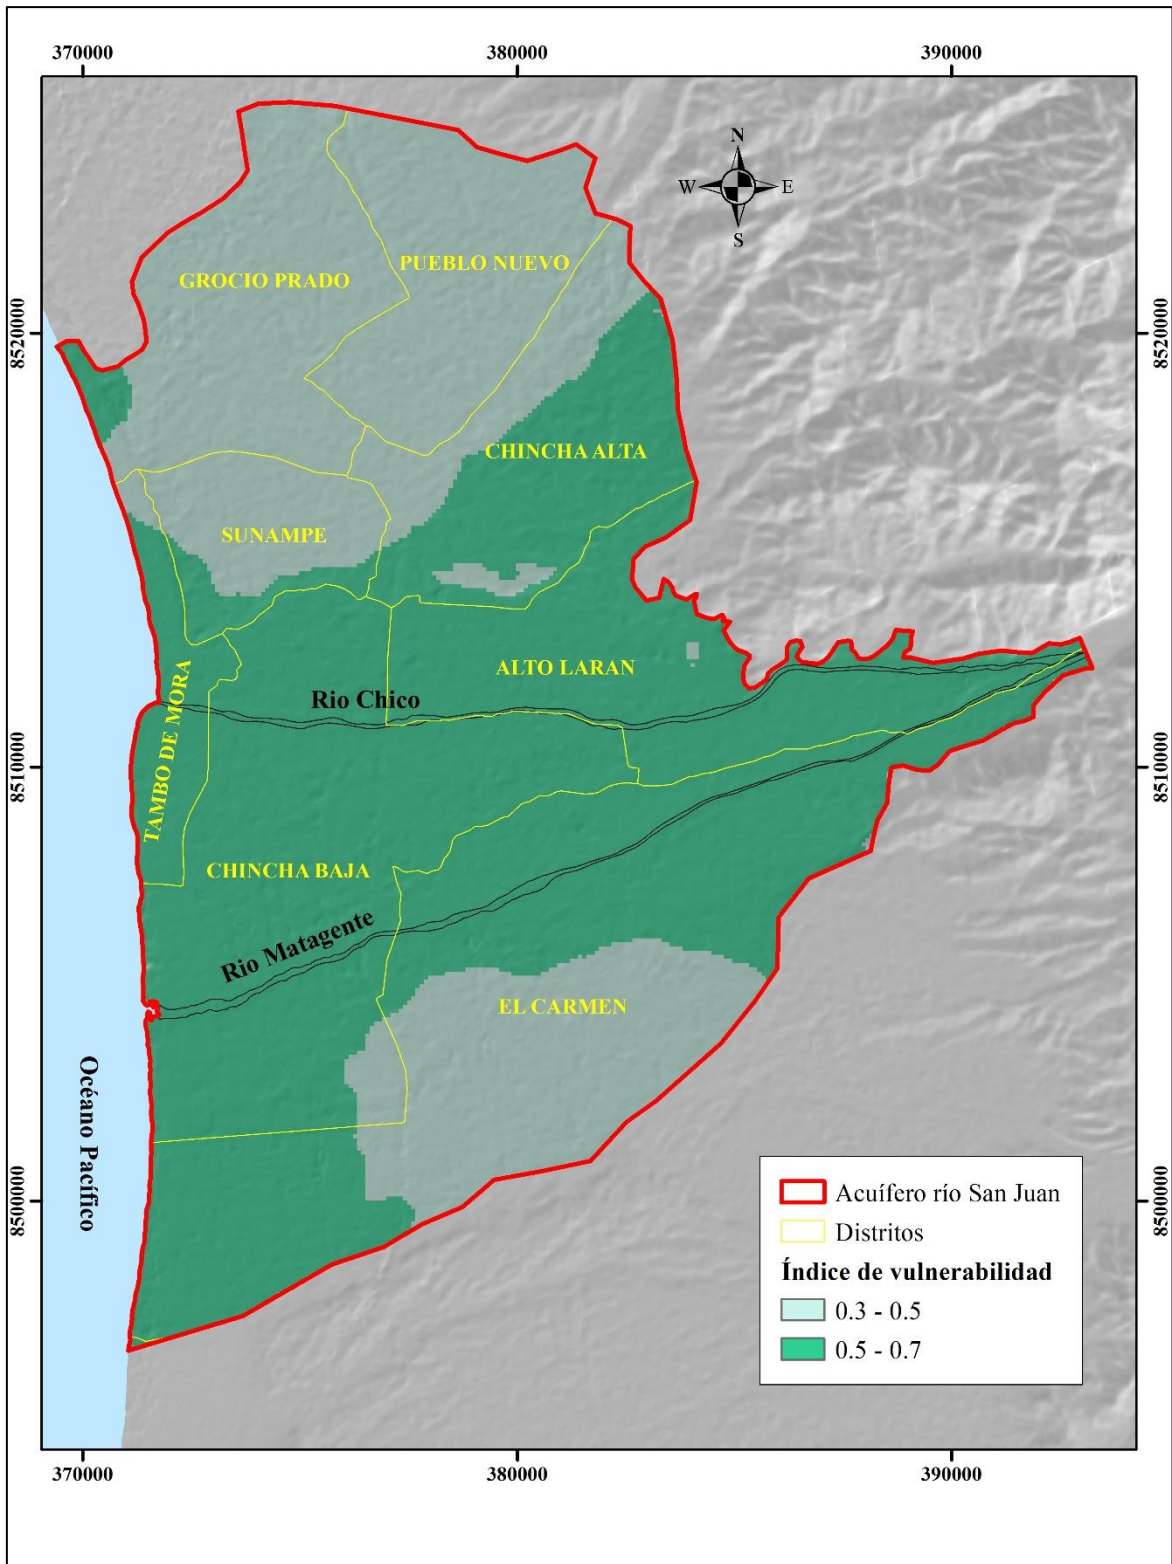 370000
380000
390000
N
W
E
S
8520000
8520000
PUEBLO NUEVO
GROCIO PRADO
CHINCHA ALTA
SUNAMPE
ALTO LARAN
Rio Chico
TAMBO DE MORA
8510000
8510000
CHINCHA BAJA
Rio Matagente
EL CARMEN
Océano Pacífico
8500000
8500000
Acuífero río San Juan
Distritos
Índice de vulnerabilidad
0.3 - 0.5
0.5 - 0.7
370000
380000
390000